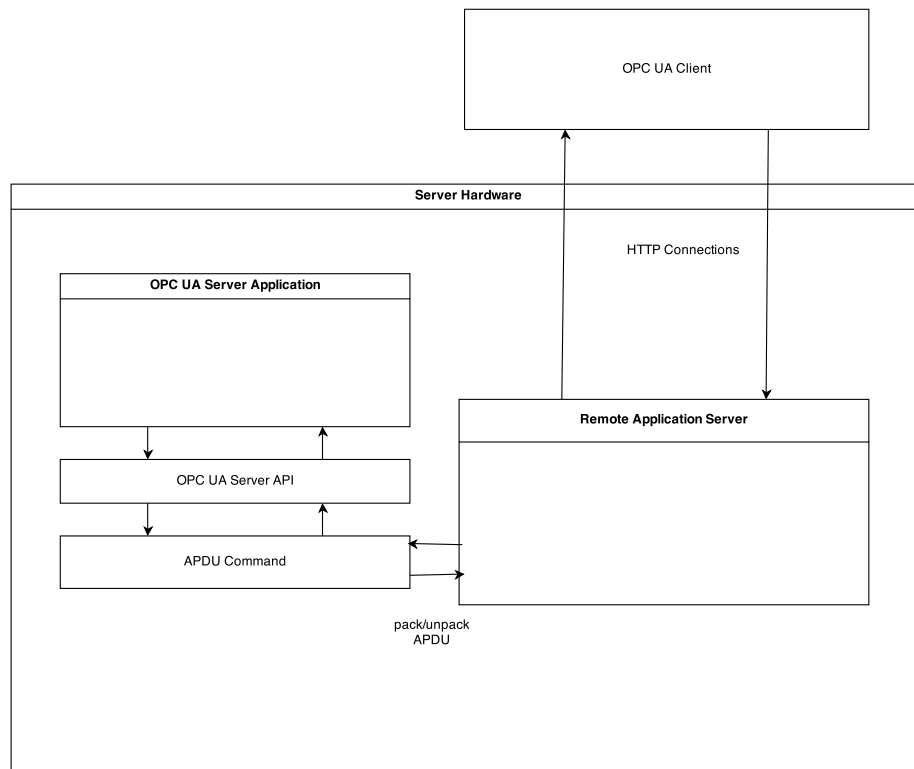 OPC UA Client
Server Hardware
HTTP Connections
OPC UA Server Application
Remote Application Server
OPC UA Server API
APDU Command
pack/unpack
APDU